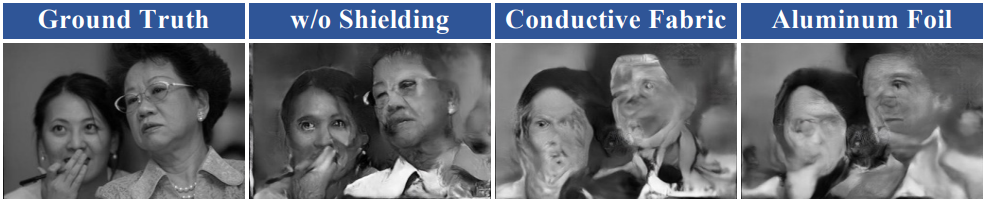 Ground Truth
w/o Shielding
Conductive Fabric
Aluminum Foil